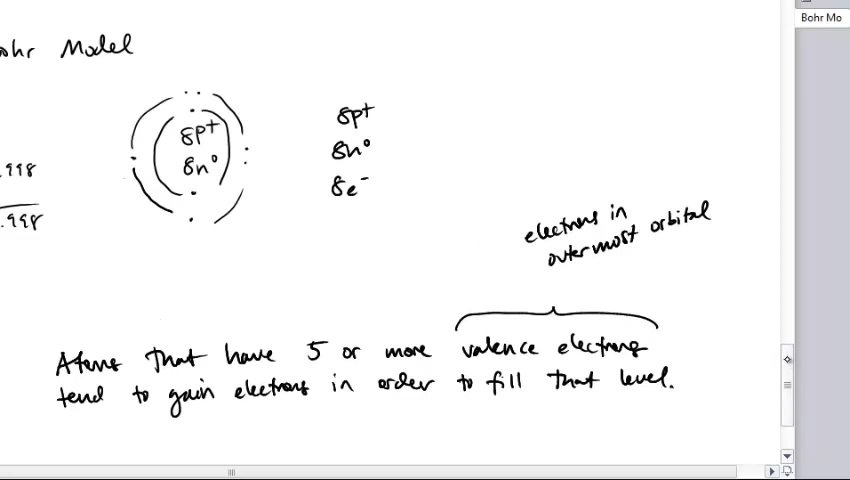 Bohr Mo
ohr Model
8p+
8n°
8p+
8n°
8e-
.998
.998
electrons in
outermost orbital
Atoms that have 5 or more valence electrons
tend to gain electrons in order to fill that level.